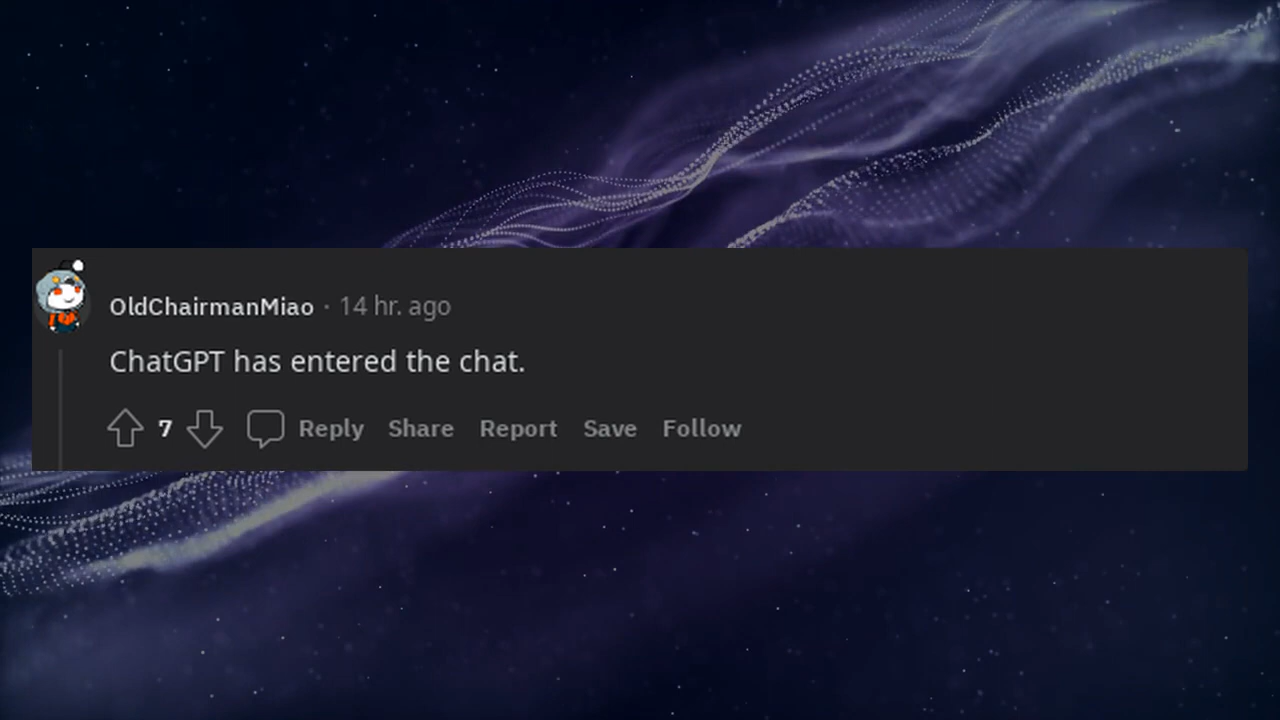 OldChairmanMiao · 14 hr. ago
ChatGPT has entered the chat.
7 Reply Share Report Save Follow